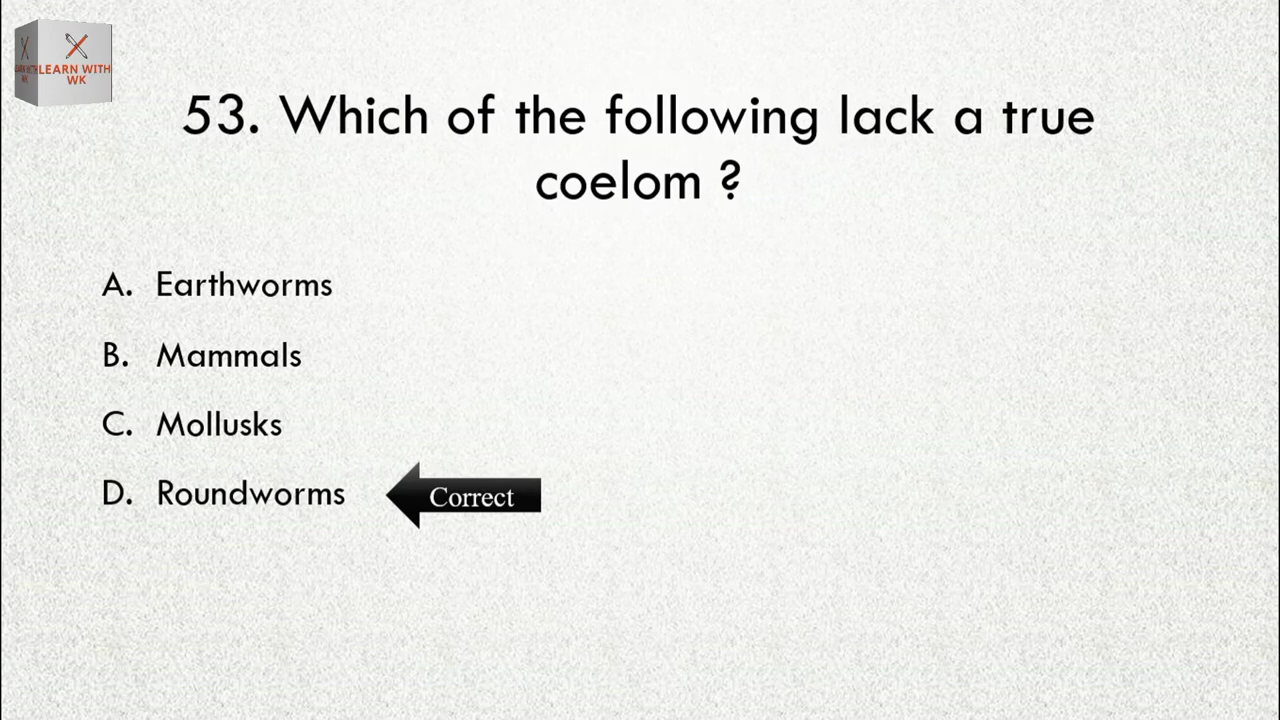 LEARN WITH
WK
53. Which of the following lack a true
coelom ?
A. Earthworms
B. Mammals
C. Mollusks
D. Roundworms
Correct